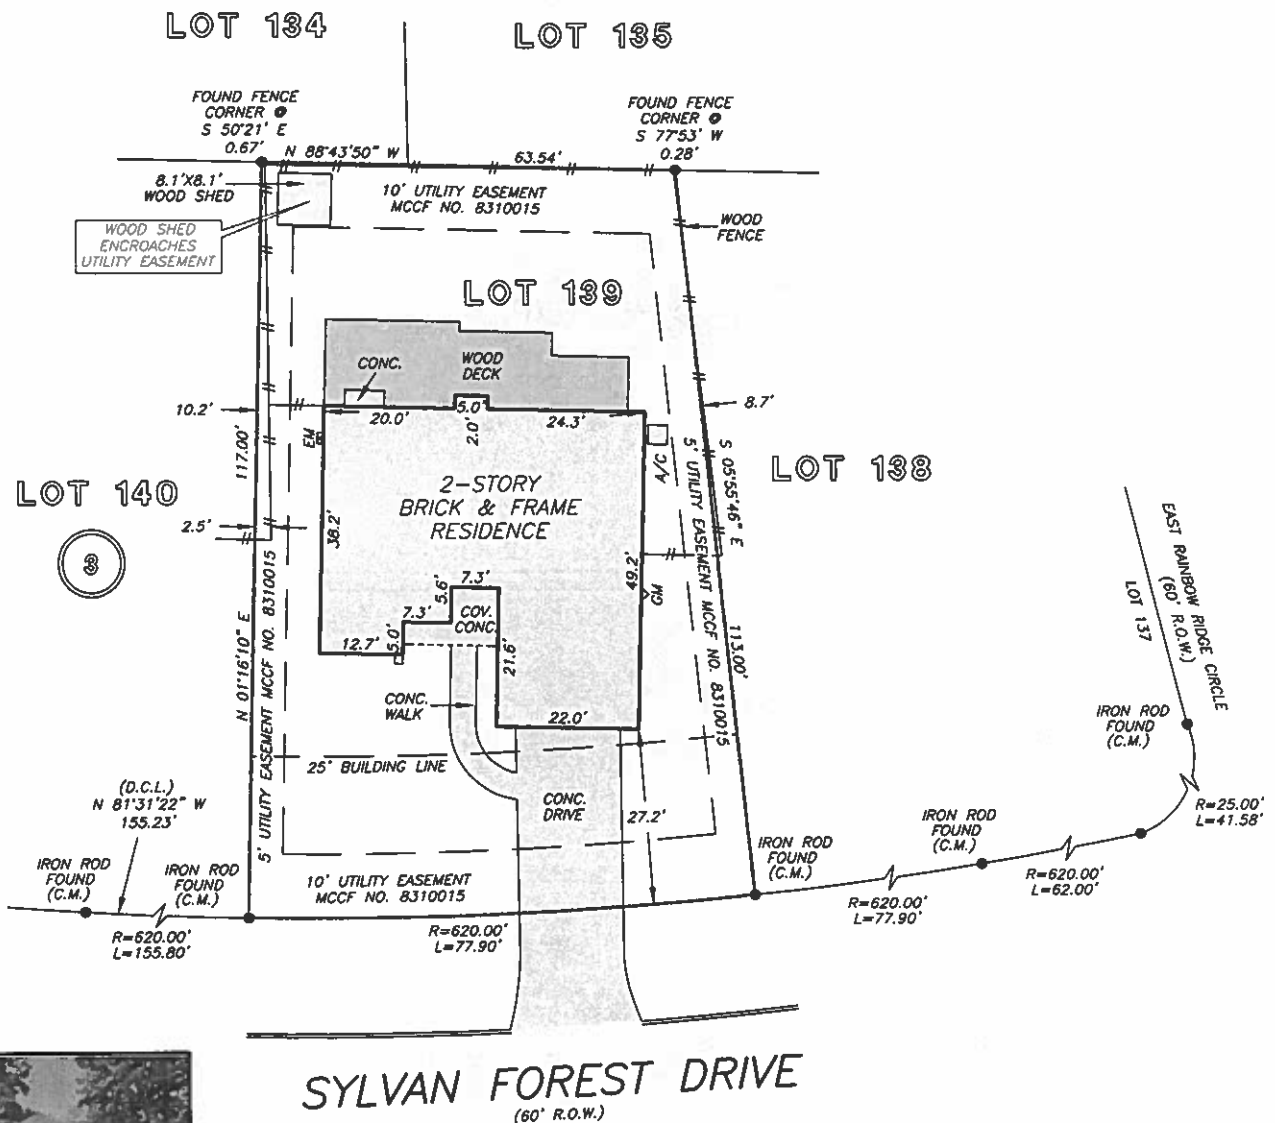 LOT 134
LOT 135
FOUND FENCE
CORNER
S 50°21' E
0.67'
FOUND FENCE
CORNER
S 77°53' W
0.28'
N 88°43'50" W
63.54'
8.1'X8.1'
WOOD SHED
10' UTILITY EASEMENT
MCCF NO. 8310015
WOOD SHED
ENCROACHES
UTILITY EASEMENT
WOOD
FENCE
LOT 139
CONC.
WOOD
DECK
10.2'
20.0'
5.0'
2.0'
24.3'
8.7'
EM
A/C
117.00'
LOT 140
LOT 138
2-STORY
BRICK & FRAME
RESIDENCE
S 05°55'46" E
5' UTILITY EASEMENT MCCF NO. 8310015
2.5'
38.2'
49.2'
3
GM
7.3'
5.6'
7.3'
COV.
CONC.
12.7'
5.0'
21.6'
113.00'
N 01°16'10" E
5' UTILITY EASEMENT MCCF NO. 8310015
CONC.
WALK
22.0'
25' BUILDING LINE
EAST RAINBOW RIDGE CIRCLE
(60' R.O.W.)
LOT 137
IRON ROD
FOUND
(C.M.)
(D.C.L.)
N 81°31'22" W
155.23'
CONC.
DRIVE
27.2'
R=25.00'
L=41.58'
IRON ROD
FOUND
(C.M.)
IRON ROD
FOUND
(C.M.)
10' UTILITY EASEMENT
MCCF NO. 8310015
IRON ROD
FOUND
(C.M.)
IRON ROD
FOUND
(C.M.)
R=620.00'
L=62.00'
R=620.00'
L=77.90'
R=620.00'
L=155.80'
R=620.00'
L=77.90'
SYLVAN FOREST DRIVE
(60' R.O.W.)